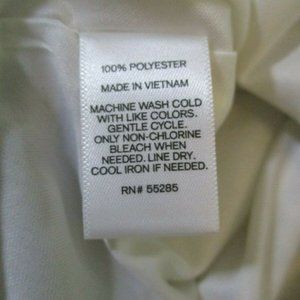 100% POLYESTER
MADE IN VIETNAM
MACHINE WASH COLD
WITH LIKE COLORS.
GENTLE CYCLE.
ONLY NON-CHLORINE
BLEACH WHEN
NEEDED. LINE DRY.
COOL IRON IF NEEDED.
RN# 55285